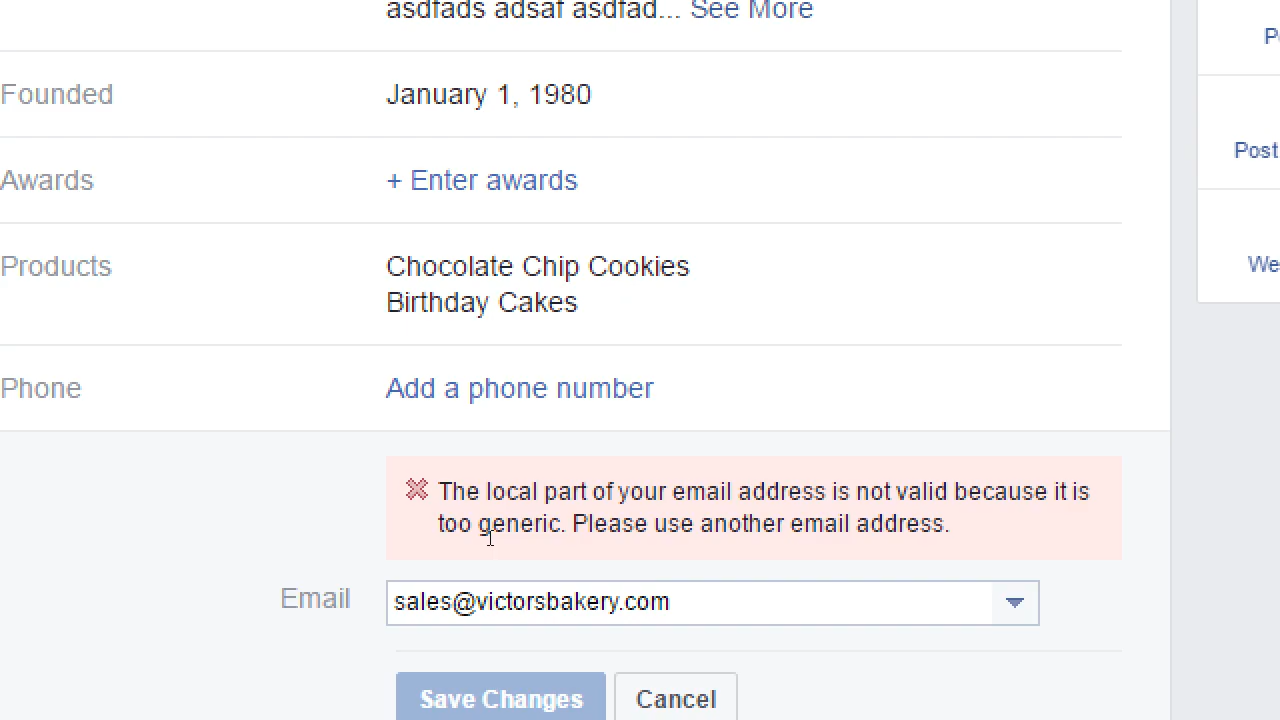 asdfads adsaf asdfad... See More
Founded January 1, 1980
Awards + Enter awards
Products Chocolate Chip Cookies
Birthday Cakes
Phone Add a phone number
The local part of your email address is not valid because it is
too generic. Please use another email address.
Email sales@victorsbakery.com
Save Changes Cancel
Post
We